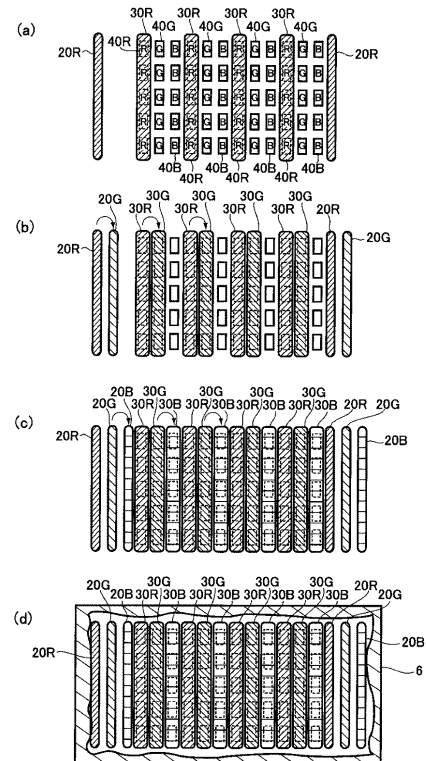 30R 30R 30R 30R
40G 40G 40G 40G
(a)
20R 40R 20R
R G B R G B R G B R G B
R G B R G B R G B R G B
R G B R G B R G B R G B
R G B R G B R G B R G B
R G B R G B R G B R G B
40B 40B 40B 40B
40R 40R 40R 40R
(b)
30G 30G 30G 30G
20G 30R 30R 30R 30R 20R
20R 20G
(c)
30G 30G 30G 30G
20B 20R
20G 30R 30B 30R 30B 30R 30B 30R 30B 20G
20R 20B
(d)
30G 30G 30G 30G 20R
20G 20B 30R 30B 30R 30B 30R 30B 30R 30B 20G
20R 20B
6